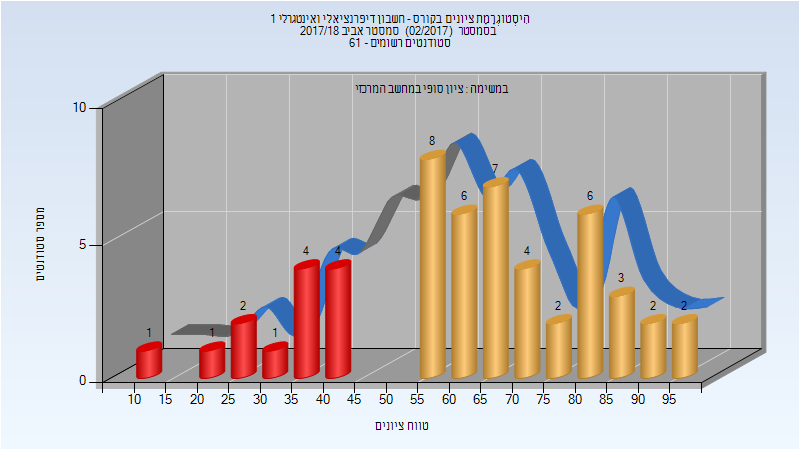 היסטוגרמת ציונים בקורס - חשבון דיפרנציאלי ואינטגרלי 1
בסמסטר (02/2017) סמסטר אביב 2017/18
סטודנטים רשומים - 61
במשימה : ציון סופי במחשב המרכזי
10
5
0
מספר סטודנטים
1 1 2 1 4 4 8 6 7 4 2 6 3 2 2
10 20 25 30 35 40 45 55 60 65 70 75 80 85 90 95
טווח ציונים